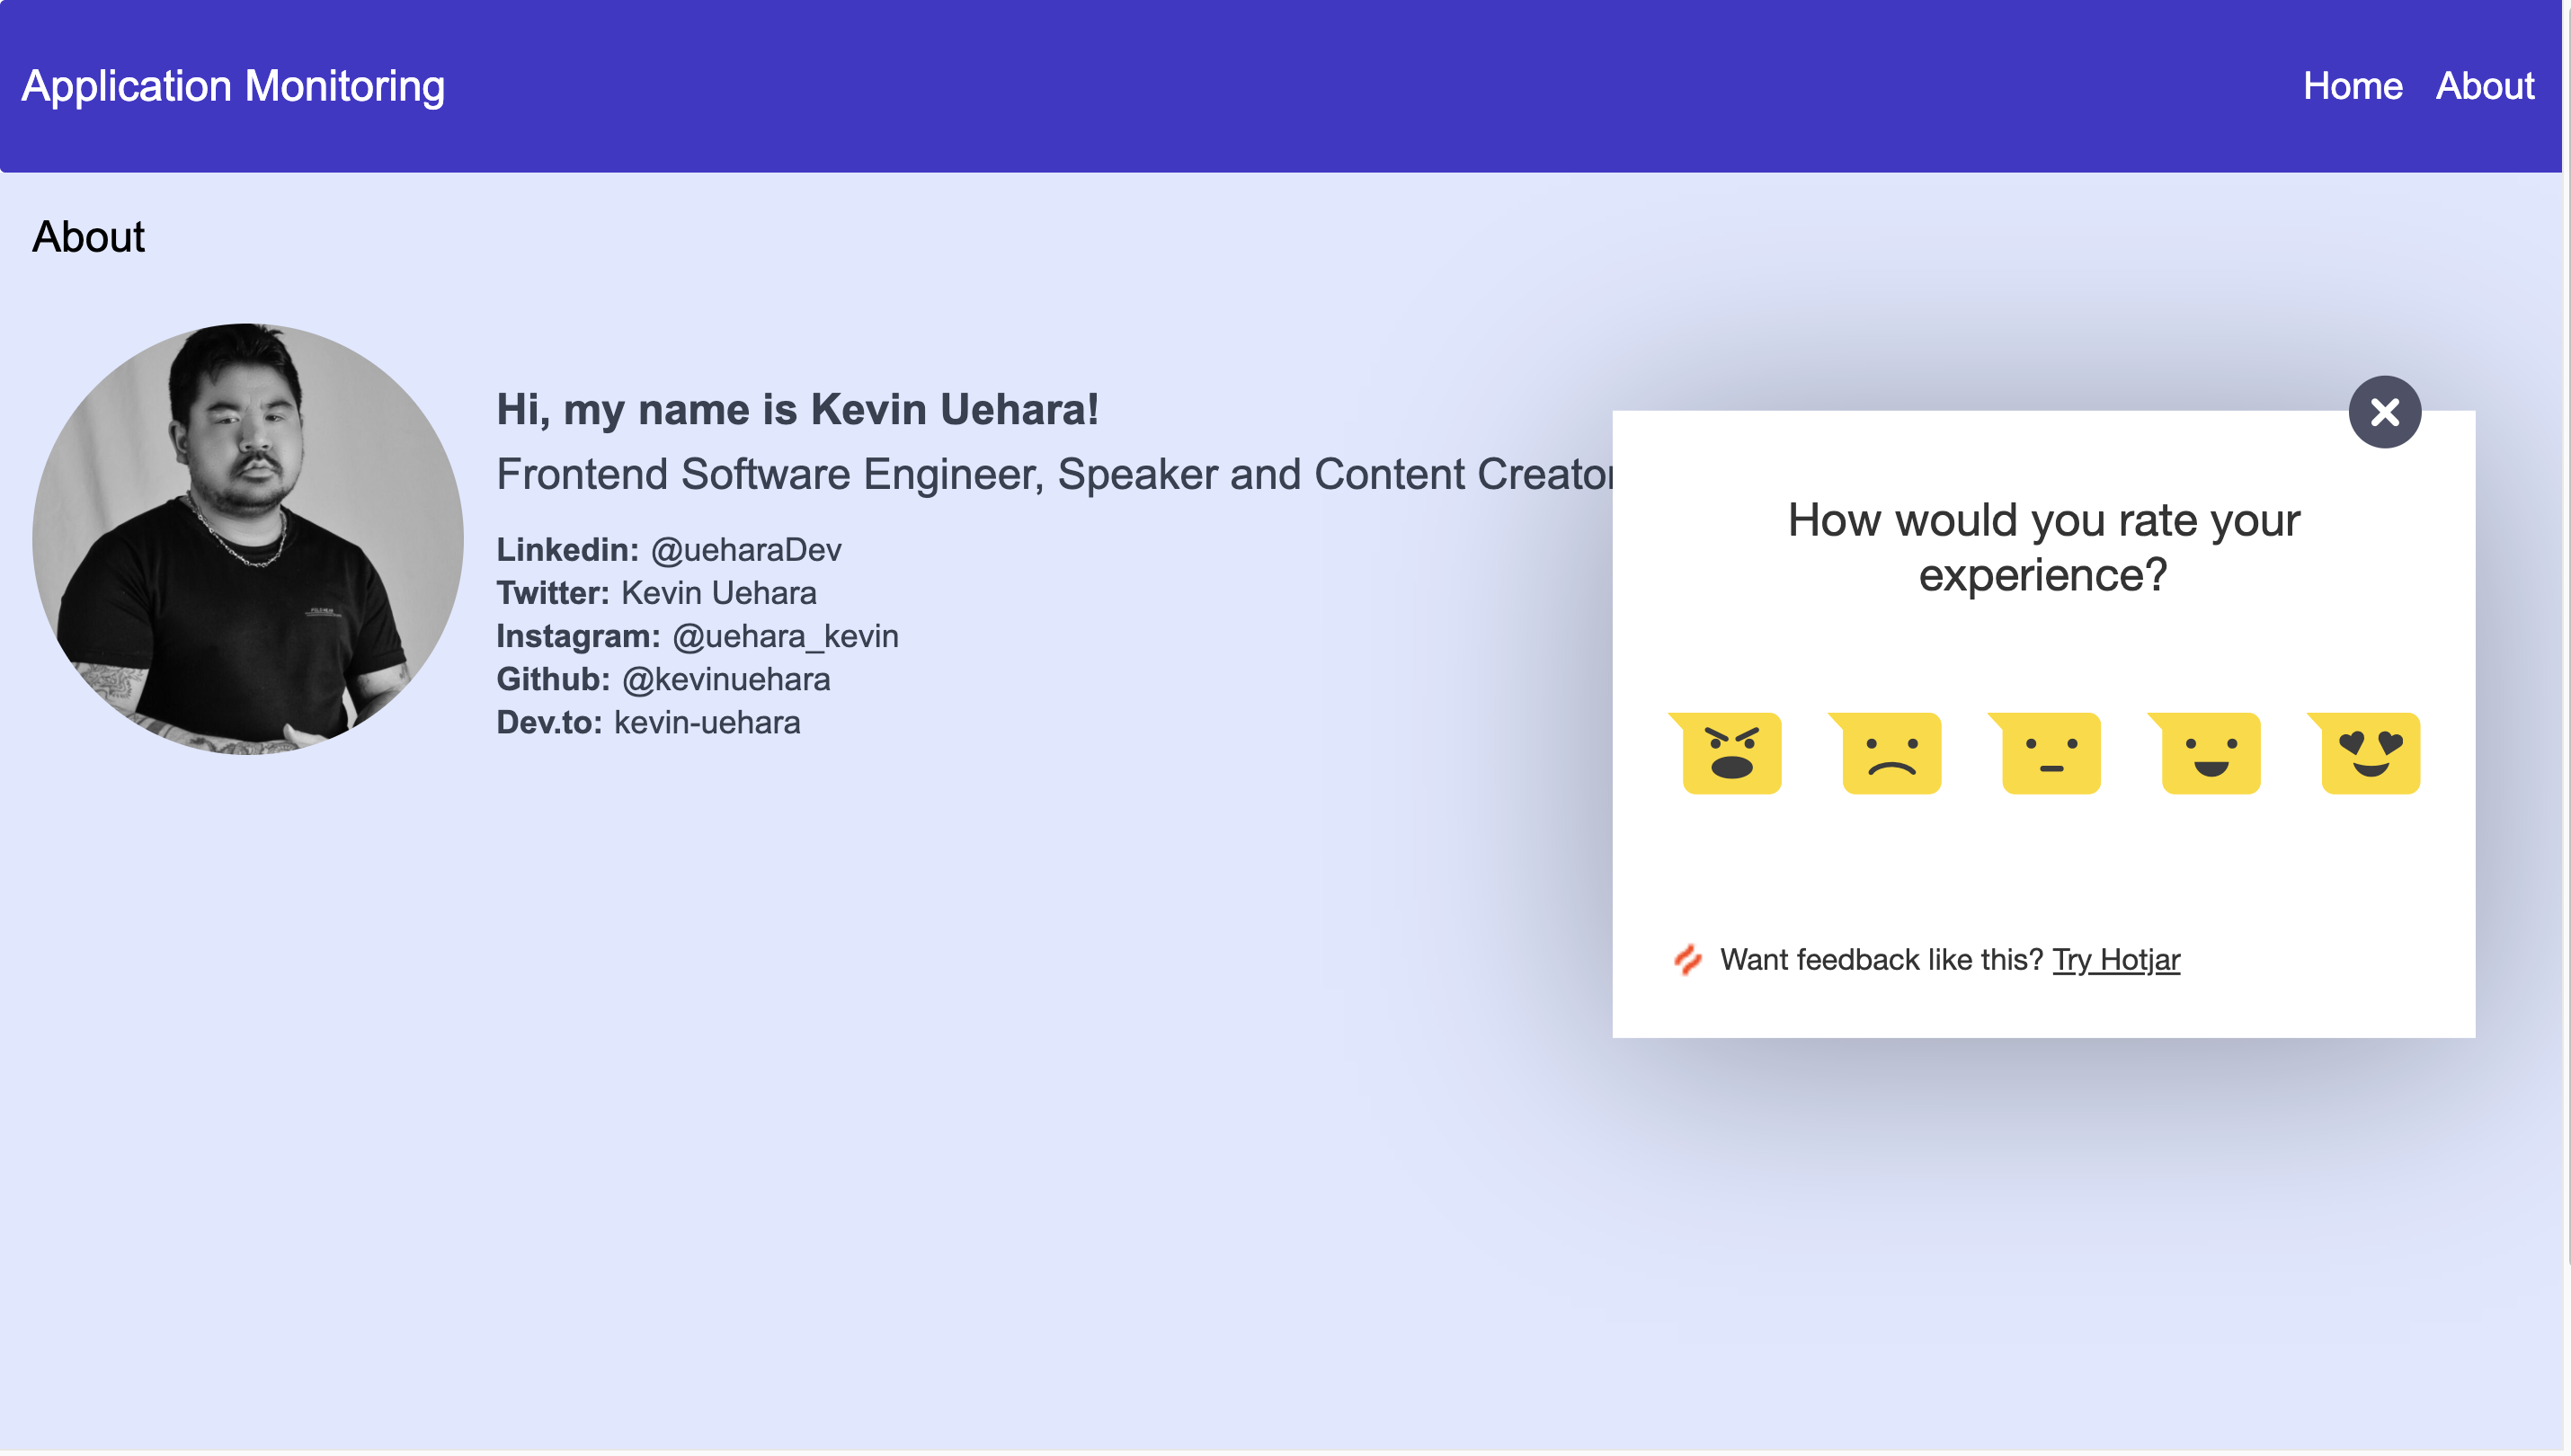 Application Monitoring
Home About
About
Hi, my name is Kevin Uehara!
Frontend Software Engineer, Speaker and Content Creator
Linkedin: @ueharaDev
Twitter: Kevin Uehara
Instagram: @uehara_kevin
Github: @kevinuehara
Dev.to: kevin-uehara
How would you rate your
experience?
Want feedback like this? Try Hotjar